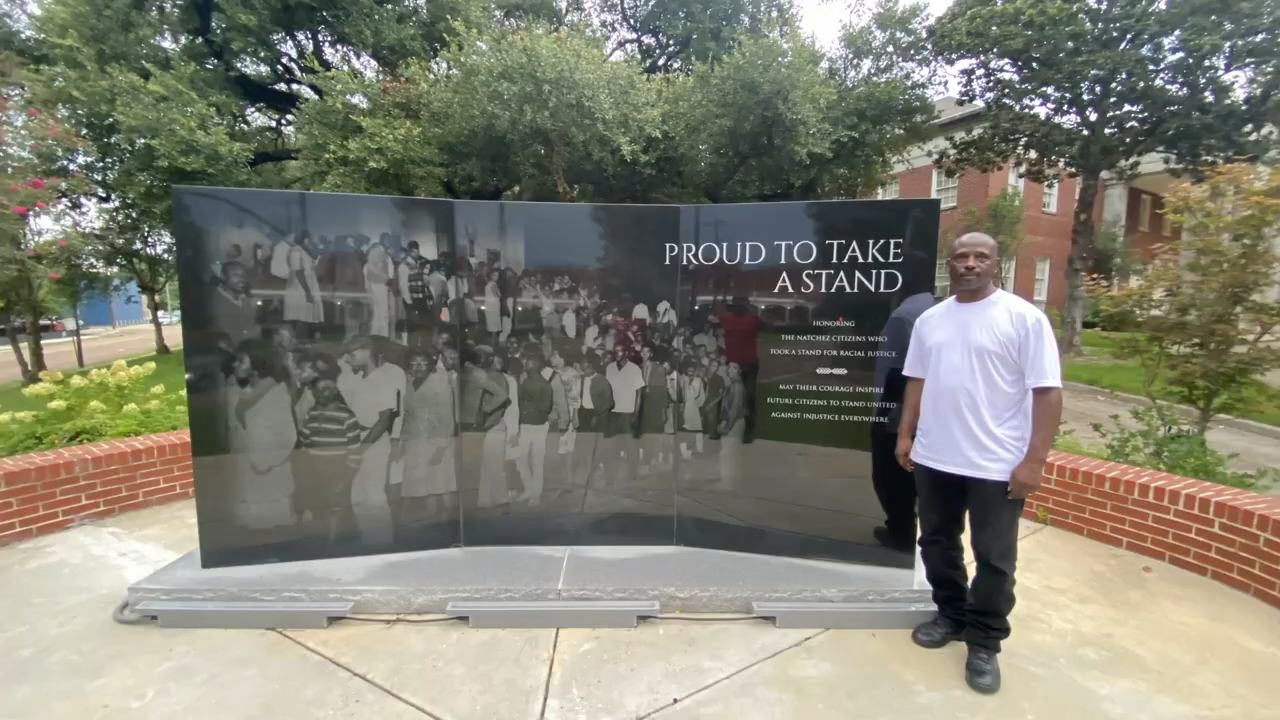 PROUD TO TAKE
A STAND
HONORING
THE NATCHEZ CITIZENS WHO
TOOK A STAND FOR RACIAL JUSTICE.
MAY THEIR COURAGE INSPIRE
FUTURE CITIZENS TO STAND UNITED
AGAINST INJUSTICE EVERYWHERE.